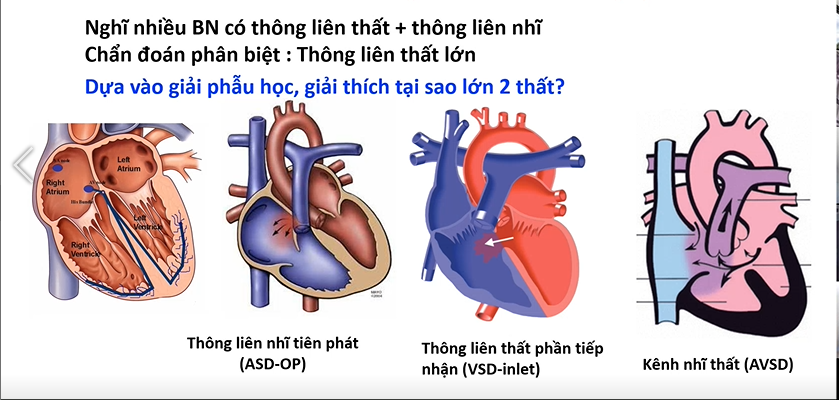 Nghĩ nhiều BN có thông liên thất + thông liên nhĩ
Chẩn đoán phân biệt : Thông liên thất lớn
Dựa vào giải phẫu học, giải thích tại sao lớn 2 thất?
Left
Atrium
Right
Atrium
His Bundle
Left
Ventricle
Right
Ventricle
Thông liên nhĩ tiên phát
(ASD-OP)
Thông liên thất phần tiếp
nhận (VSD-inlet)
Kênh nhĩ thất (AVSD)